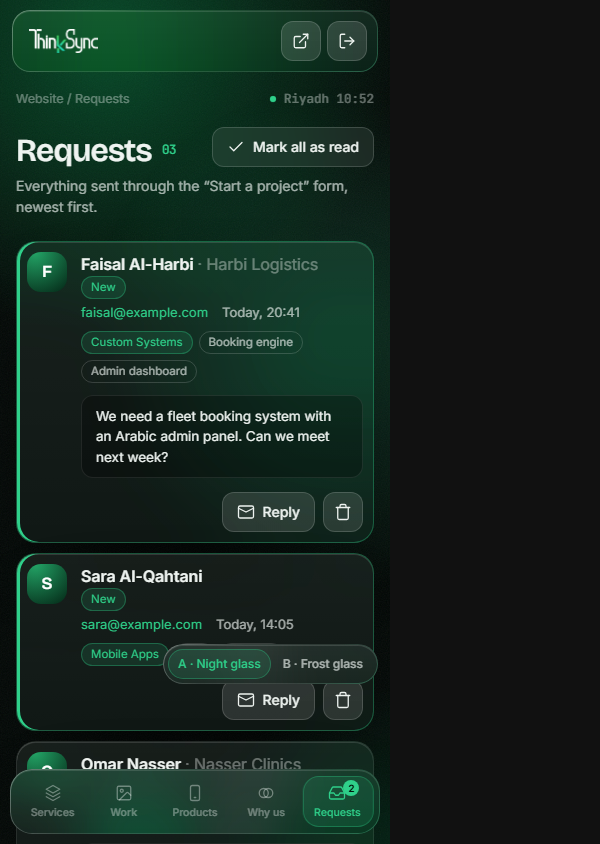 ThinkSync
Website / Requests
Riyadh 10:52
Requests 03
Mark all as read
Everything sent through the “Start a project” form,
newest first.
F
Faisal Al-Harbi · Harbi Logistics
New
faisal@example.com Today, 20:41
Custom Systems Booking engine
Admin dashboard
We need a fleet booking system with
an Arabic admin panel. Can we meet
next week?
Reply
S
Sara Al-Qahtani
New
sara@example.com Today, 14:05
Mobile Apps
A · Night glass B · Frost glass
Reply
Omar Nasser · Nasser Clinics
Services Work Products Why us Requests 2